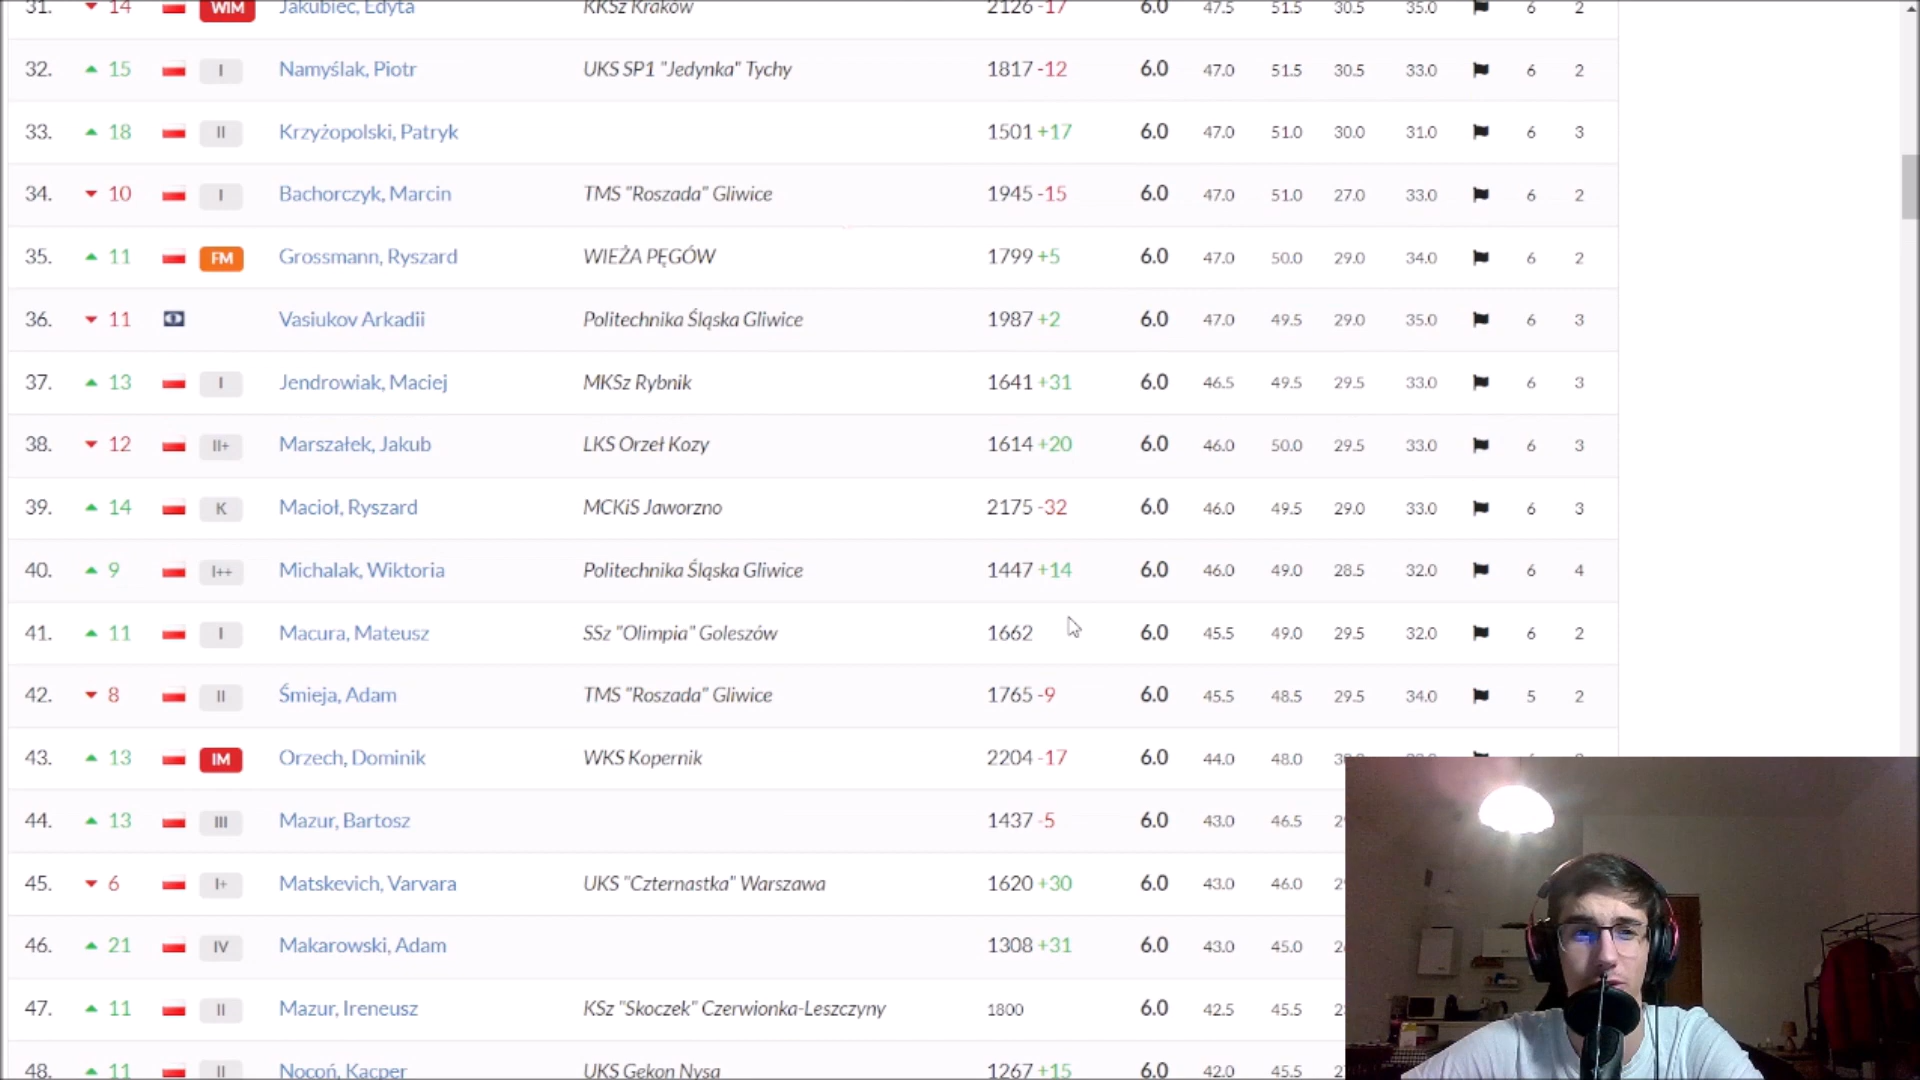 31. 14 WIM Jakubiec, Edyta KKSz Kraków 2126 -17 6.0 47.5 51.5 30.5 35.0 6 2
32. 15 I Namyślak, Piotr UKS SP1 "Jedynka" Tychy 1817 -12 6.0 47.0 51.5 30.5 33.0 6 2
33. 18 II Krzyżopolski, Patryk 1501 +17 6.0 47.0 51.0 30.0 31.0 6 3
34. 10 I Bachorczyk, Marcin TMS "Roszada" Gliwice 1945 -15 6.0 47.0 51.0 27.0 33.0 6 2
35. 11 FM Grossmann, Ryszard WIEŻA PĘGÓW 1799 +5 6.0 47.0 50.0 29.0 34.0 6 2
36. 11 Vasiukov Arkadii Politechnika Śląska Gliwice 1987 +2 6.0 47.0 49.5 29.0 35.0 6 3
37. 13 I Jendrowiak, Maciej MKSz Rybnik 1641 +31 6.0 46.5 49.5 29.5 33.0 6 3
38. 12 II+ Marszałek, Jakub LKS Orzeł Kozy 1614 +20 6.0 46.0 50.0 29.5 33.0 6 3
39. 14 K Macioł, Ryszard MCKiS Jaworzno 2175 -32 6.0 46.0 49.5 29.0 33.0 6 3
40. 9 I++ Michalak, Wiktoria Politechnika Śląska Gliwice 1447 +14 6.0 46.0 49.0 28.5 32.0 6 4
41. 11 I Macura, Mateusz SSz "Olimpia" Goleszów 1662 6.0 45.5 49.0 29.5 32.0 6 2
42. 8 II Śmieja, Adam TMS "Roszada" Gliwice 1765 -9 6.0 45.5 48.5 29.5 34.0 5 2
43. 13 IM Orzech, Dominik WKS Kopernik 2204 -17 6.0 44.0 48.0
44. 13 III Mazur, Bartosz 1437 -5 6.0 43.0 46.5
45. 6 I+ Matskevich, Varvara UKS "Czternastka" Warszawa 1620 +30 6.0 43.0 46.0
46. 21 IV Makarowski, Adam 1308 +31 6.0 43.0 45.0
47. 11 II Mazur, Ireneusz KSz "Skoczek" Czerwionka-Leszczyny 1800 6.0 42.5 45.5
48. 11 II Nocoń, Kacper UKS Gekon Nysa 1267 +15 6.0 42.0 45.5